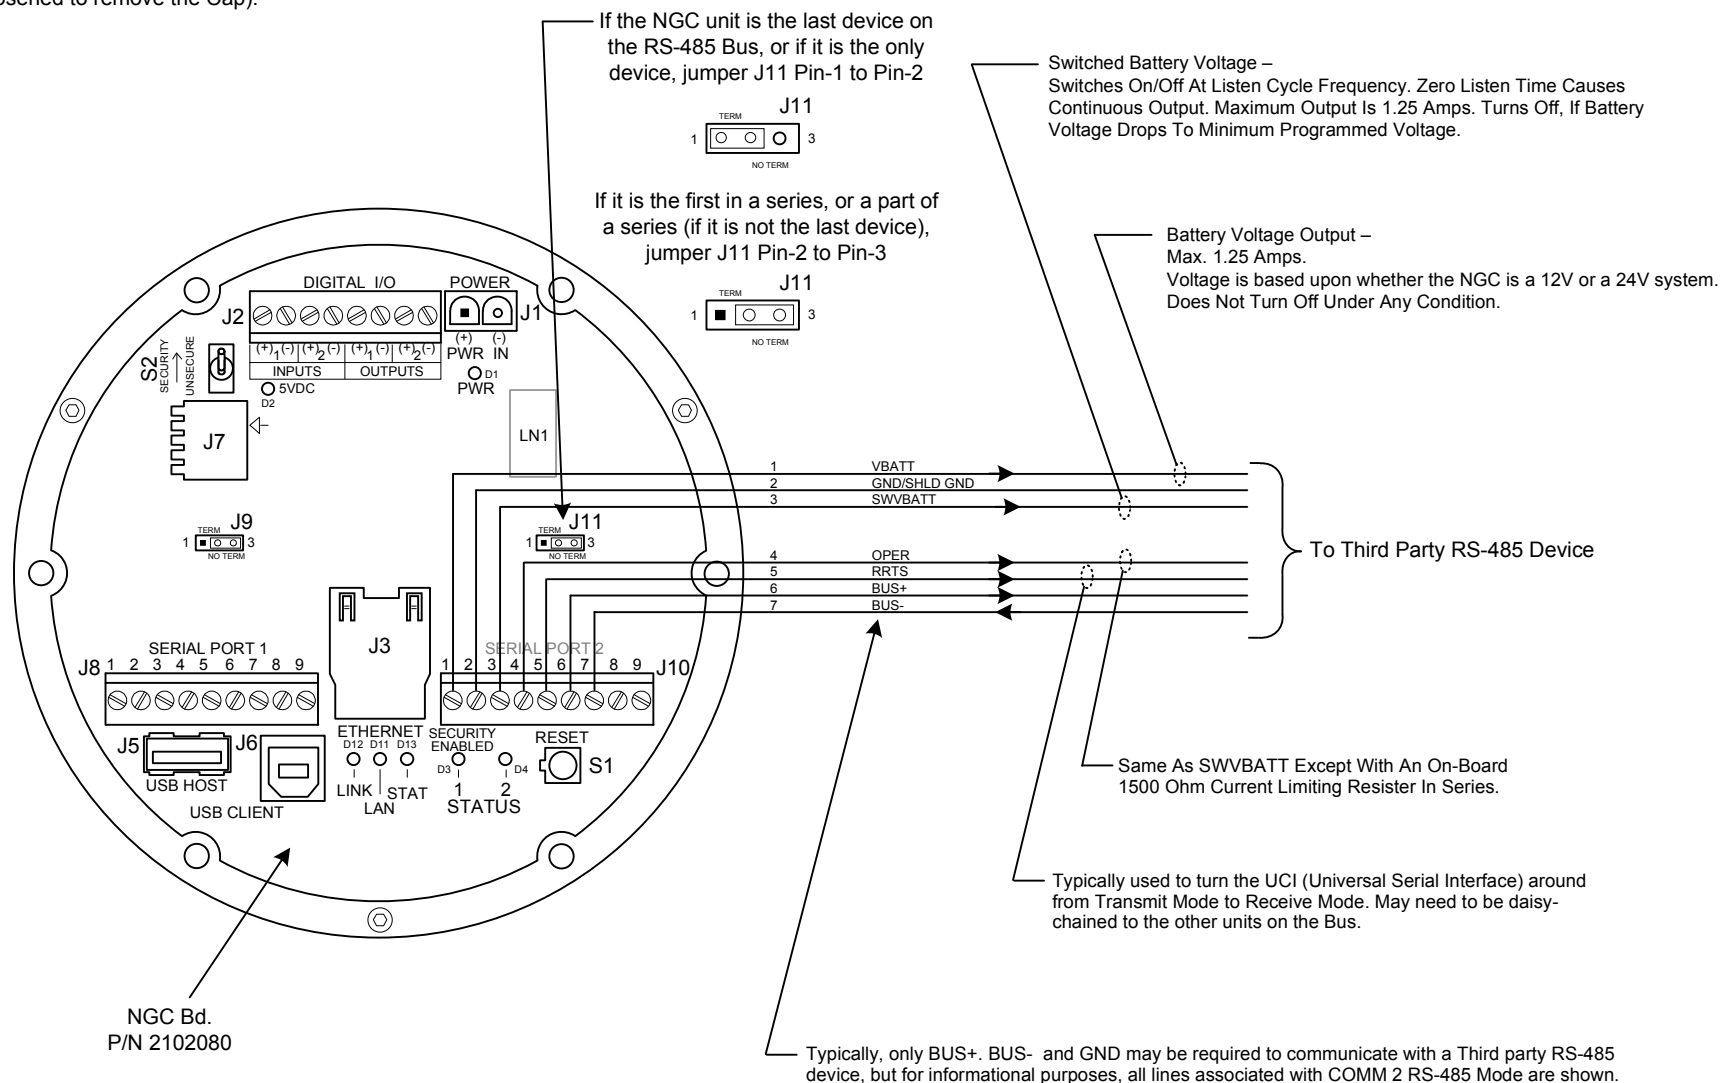 osened to remove the Cap).
If the NGC unit is the last device on
the RS-485 Bus, or if it is the only
device, jumper J11 Pin-1 to Pin-2
J11
TERM
1
3
NO TERM
If it is the first in a series, or a part of
a series (if it is not the last device),
jumper J11 Pin-2 to Pin-3
J11
TERM
1
3
NO TERM
Switched Battery Voltage –
Switches On/Off At Listen Cycle Frequency. Zero Listen Time Causes
Continuous Output. Maximum Output Is 1.25 Amps. Turns Off, If Battery
Voltage Drops To Minimum Programmed Voltage.
Battery Voltage Output –
Max. 1.25 Amps.
Voltage is based upon whether the NGC is a 12V or a 24V system.
Does Not Turn Off Under Any Condition.
DIGITAL I/O
POWER
J2
J1
(+) 1 (-) (+) 2 (-) (+) 1 (-) (+) 2 (-)
INPUTS
OUTPUTS
(+) (-)
PWR IN
D1
PWR
S2
SECURITY
UNSECURE
5VDC
D2
J7
LN1
J9
TERM
1
3
NO TERM
J11
TERM
1
3
NO TERM
1 VBATT
2 GND/SHLD GND
3 SWVBATT
4 OPER
5 RRTS
6 BUS+
7 BUS-
To Third Party RS-485 Device
J3
SERIAL PORT 1
J8 1 2 3 4 5 6 7 8 9
SERIAL PORT 2
1 2 3 4 5 6 7 8 9 J10
J5
USB HOST
J6
USB CLIENT
ETHERNET
D12 D11 D13
LINK
LAN
STAT
SECURITY
ENABLED
D3
D4
1 2
STATUS
RESET
S1
Same As SWVBATT Except With An On-Board
1500 Ohm Current Limiting Resister In Series.
Typically used to turn the UCI (Universal Serial Interface) around
from Transmit Mode to Receive Mode. May need to be daisy-
chained to the other units on the Bus.
NGC Bd.
P/N 2102080
Typically, only BUS+. BUS- and GND may be required to communicate with a Third party RS-485
device, but for informational purposes, all lines associated with COMM 2 RS-485 Mode are shown.